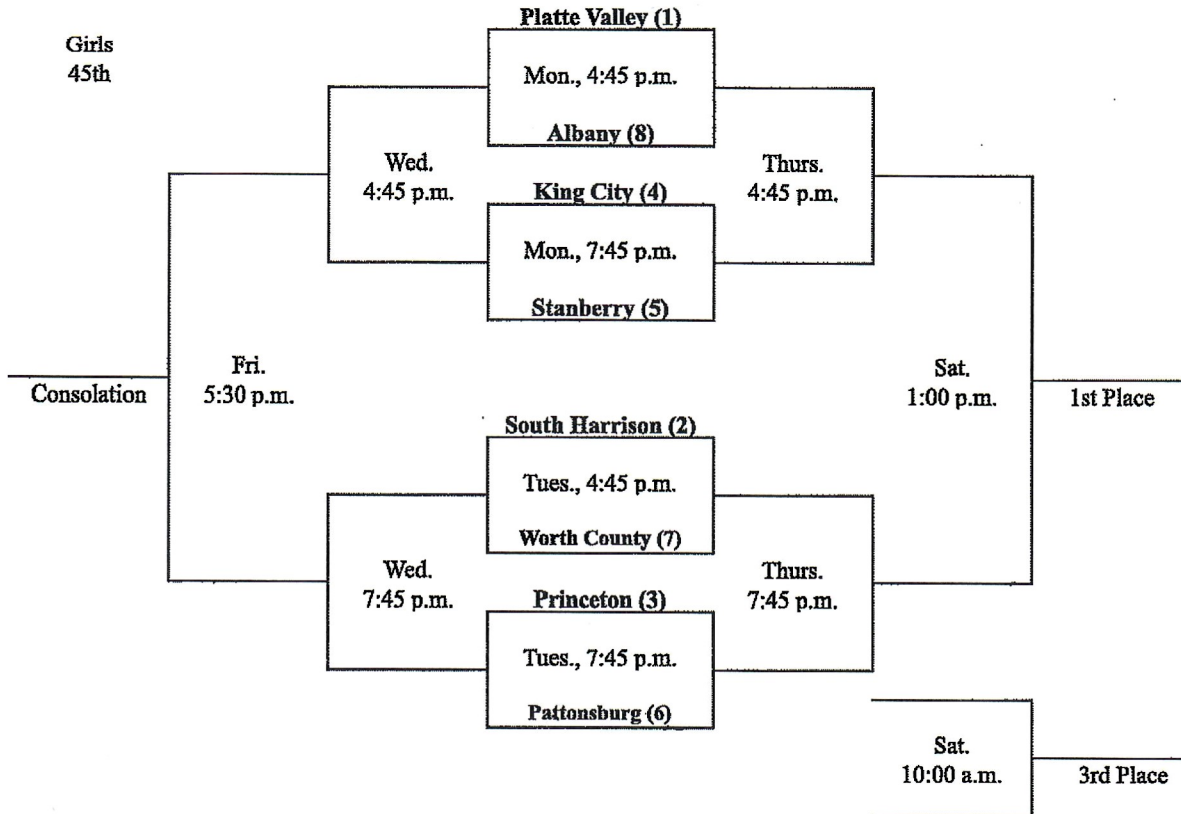 Girls
45th
Platte Valley (1)
Mon., 4:45 p.m.
Albany (8)
Wed.
4:45 p.m.
King City (4)
Thurs.
4:45 p.m.
Mon., 7:45 p.m.
Stanberry (5)
Fri.
5:30 p.m.
Consolation
Sat.
1:00 p.m.
1st Place
South Harrison (2)
Tues., 4:45 p.m.
Worth County (7)
Wed.
7:45 p.m.
Princeton (3)
Thurs.
7:45 p.m.
Tues., 7:45 p.m.
Pattonsburg (6)
Sat.
10:00 a.m.
3rd Place